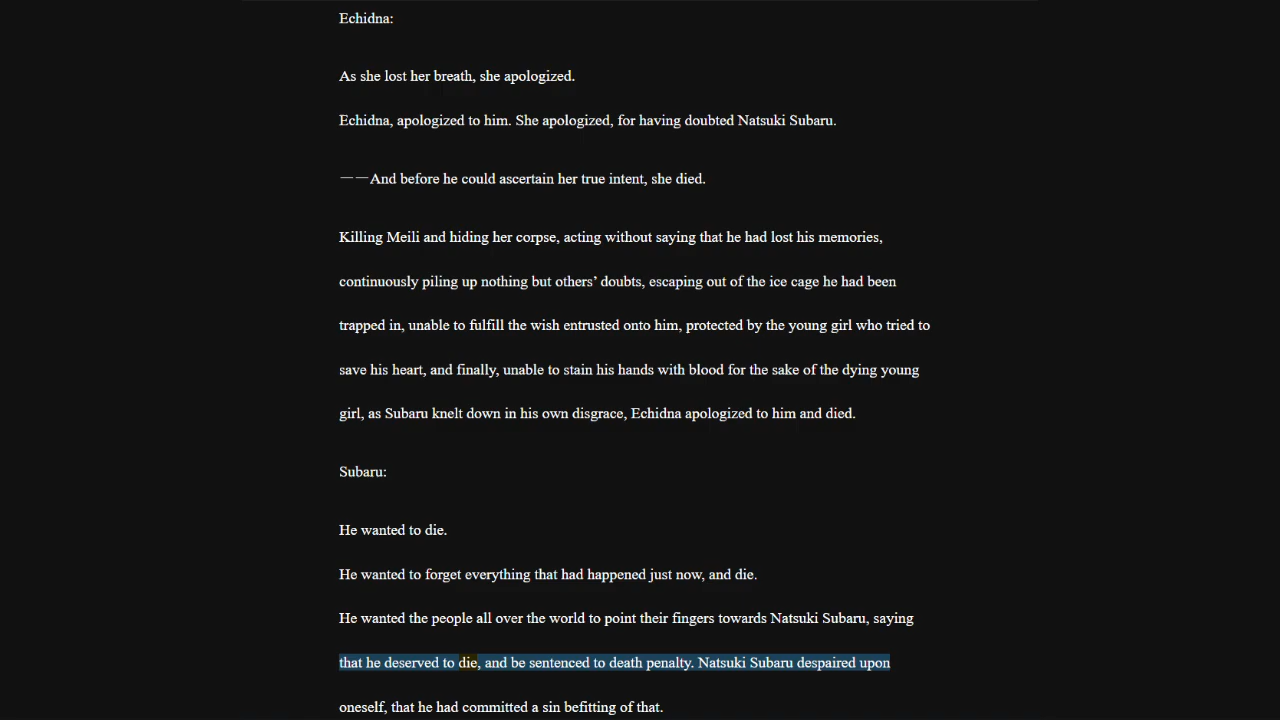 Echidna:
As she lost her breath, she apologized.
Echidna, apologized to him. She apologized, for having doubted Natsuki Subaru.
――And before he could ascertain her true intent, she died.
Killing Meili and hiding her corpse, acting without saying that he had lost his memories,
continuously piling up nothing but others’ doubts, escaping out of the ice cage he had been
trapped in, unable to fulfill the wish entrusted onto him, protected by the young girl who tried to
save his heart, and finally, unable to stain his hands with blood for the sake of the dying young
girl, as Subaru knelt down in his own disgrace, Echidna apologized to him and died.
Subaru:
He wanted to die.
He wanted to forget everything that had happened just now, and die.
He wanted the people all over the world to point their fingers towards Natsuki Subaru, saying
that he deserved to die, and be sentenced to death penalty. Natsuki Subaru despaired upon
oneself, that he had committed a sin befitting of that.